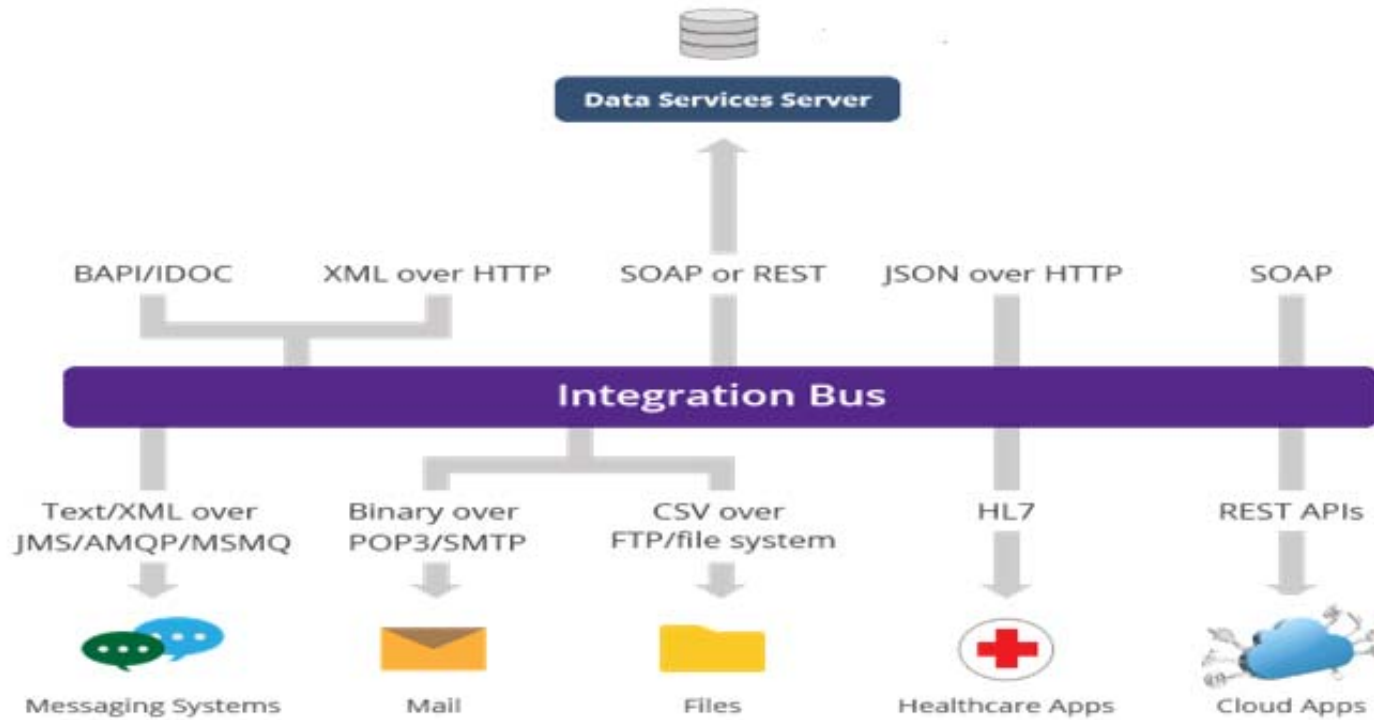 Data Services Server
BAPI/IDOC
XML over HTTP
SOAP or REST
JSON over HTTP
SOAP
Integration Bus
Text/XML over
JMS/AMQP/MSMQ
Binary over
POP3/SMTP
CSV over
FTP/file system
HL7
REST APIs
Messaging Systems
Mail
Files
Healthcare Apps
Cloud Apps